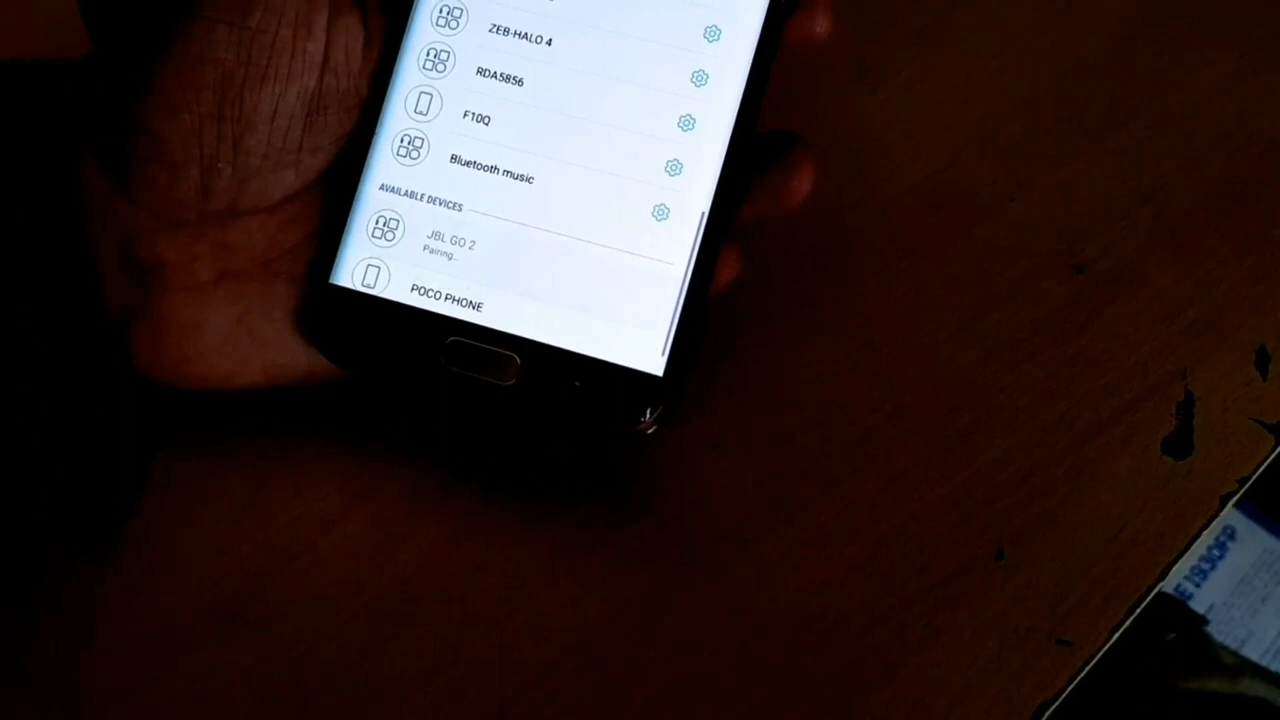 ZEB-HALO 4
RDA5856
F10Q
Bluetooth music
AVAILABLE DEVICES
JBL GO 2
Pairing..
POCO PHONE